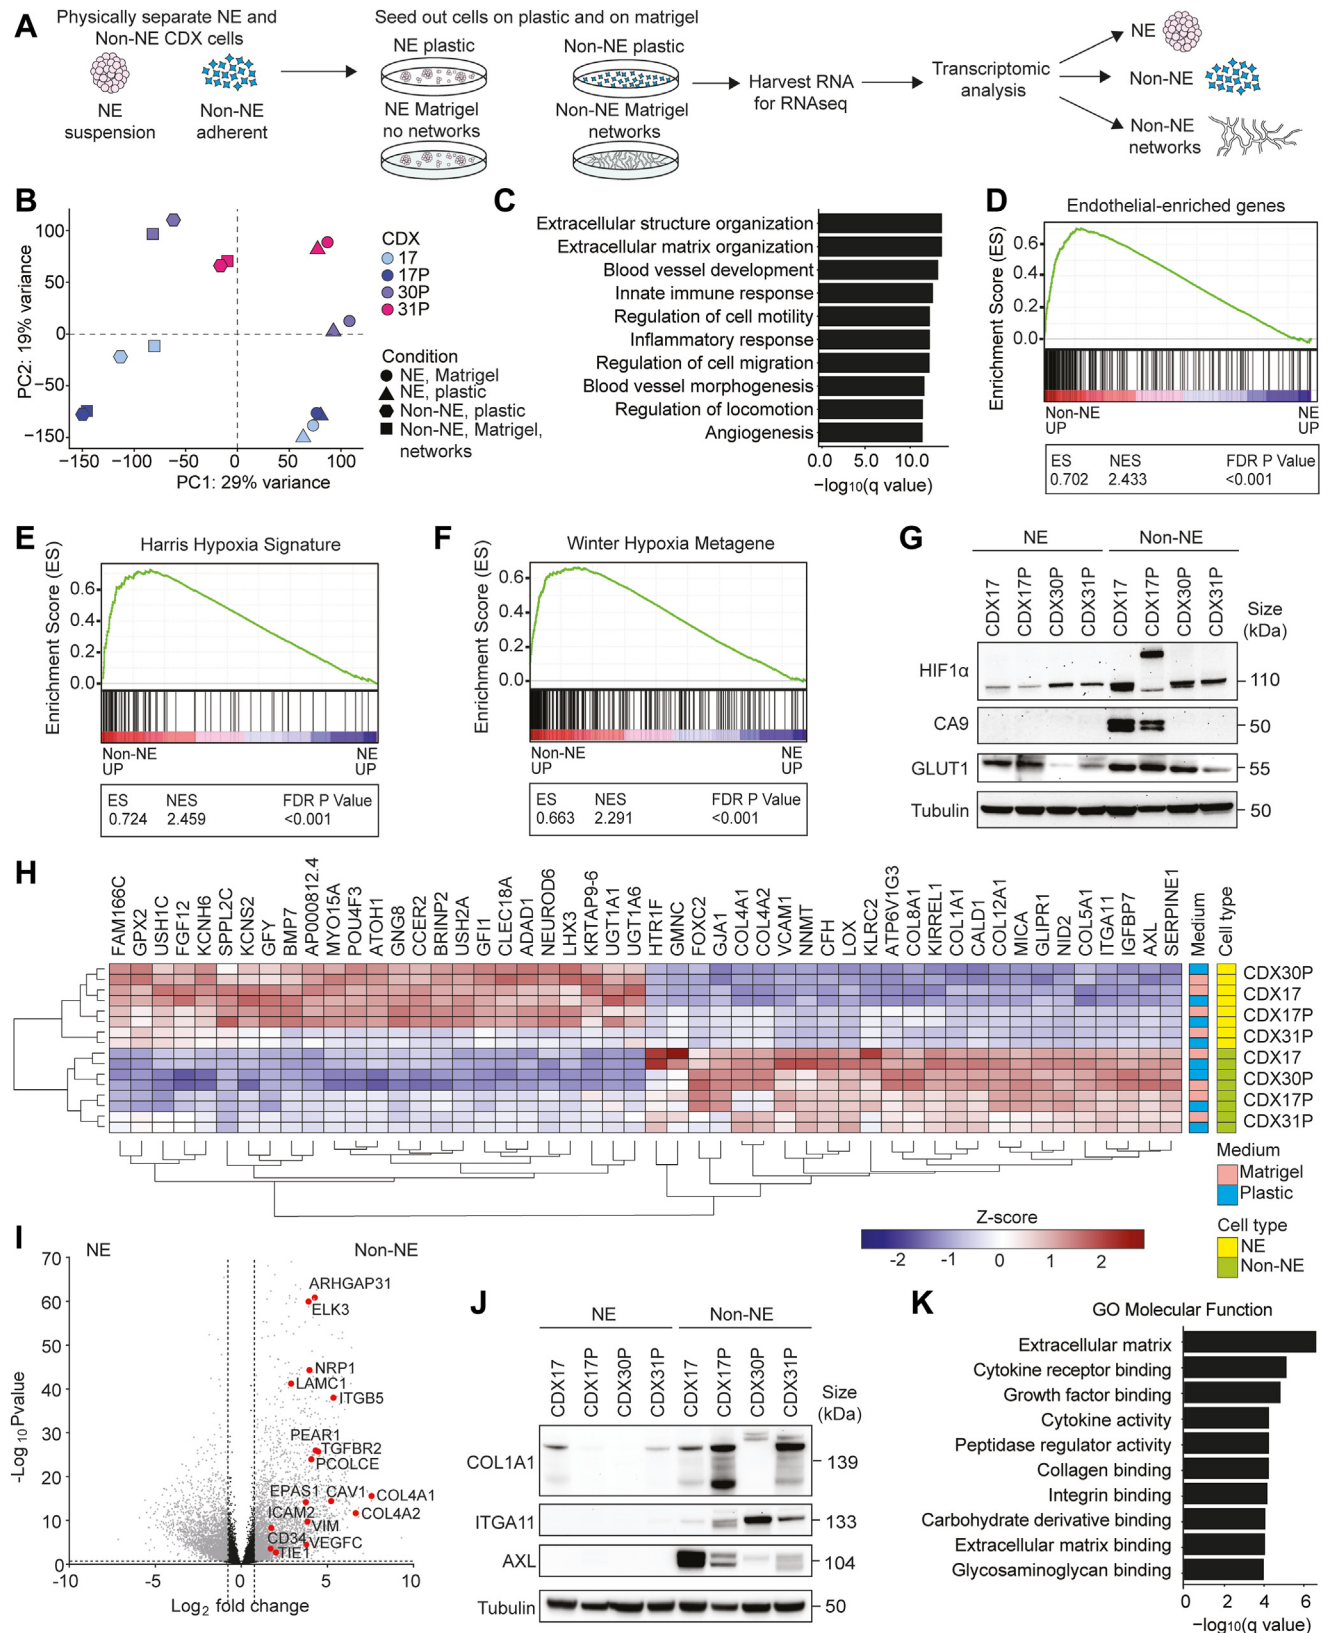 A
Physically separate NE and
Non-NE CDX cells
NE
suspension
Non-NE
adherent
Seed out cells on plastic and on matrigel
NE plastic
Non-NE plastic
NE Matrigel
no networks
Non-NE Matrigel
networks
Harvest RNA
for RNAseq
Transcriptomic
analysis
NE
Non-NE
Non-NE
networks
B
PC2: 19% variance
100
50
0
−50
−150
−150 −100 −50 0 50 100
PC1: 29% variance
CDX
17
17P
30P
31P
Condition
NE, Matrigel
NE, plastic
Non-NE, plastic
Non-NE, Matrigel,
networks
C
Extracellular structure organization
Extracellular matrix organization
Blood vessel development
Innate immune response
Regulation of cell motility
Inflammatory response
Regulation of cell migration
Blood vessel morphogenesis
Regulation of locomotion
Angiogenesis
0.0 5.0 10.0
−log10(q value)
D
Endothelial-enriched genes
Enrichment Score (ES)
0.6
0.4
0.2
0.0
Non-NE
UP
NE
UP
ES NES FDR P Value
0.702 2.433 <0.001
E
Harris Hypoxia Signature
Enrichment Score (ES)
0.6
0.4
0.2
0.0
Non-NE
UP
NE
UP
ES NES FDR P Value
0.724 2.459 <0.001
F
Winter Hypoxia Metagene
Enrichment Score (ES)
0.6
0.4
0.2
0.0
Non-NE
UP
NE
UP
ES NES FDR P Value
0.663 2.291 <0.001
G
NE Non-NE
CDX17 CDX17P CDX30P CDX31P CDX17 CDX17P CDX30P CDX31P
Size
(kDa)
HIF1α 110
CA9 50
GLUT1 55
Tubulin 50
H
FAM166C GPX2 USH1C FGF12 KCNH6 SPPL2C KCNS2 GFY BMP7 AP000812.4 MYO15A POU4F3 ATOH1 GNG8 CCER2 BRINP2 USH2A GFI1 CLEC18A ADAD1 NEUROD6 LHX3 KRTAP9-6 UGT1A1 UGT1A6 HTR1F GMNC FOXC2 GJA1 COL4A1 COL4A2 VCAM1 NNMT CFH LOX KLRC2 ATP6V1G3 COL8A1 KIRREL1 COL1A1 CALD1 COL12A1 MICA GLIPR1 NID2 COL5A1 ITGA11 IGFBP7 AXL SERPINE1 Medium Cell type
CDX30P
CDX17
CDX17P
CDX31P
CDX17
CDX30P
CDX17P
CDX31P
Medium
Matrigel
Plastic
Cell type
NE
Non-NE
Z-score
-2 -1 0 1 2
I
NE Non-NE
-Log 10 Pvalue
70
60
50
40
30
20
10
0
ARHGAP31
ELK3
NRP1
LAMC1
ITGB5
PEAR1
TGFBR2
PCOLCE
EPAS1 CAV1 COL4A1
COL4A2
ICAM2
VIM
CD34 VEGFC
TIE1
-10 -5 0 5 10
Log2 fold change
J
NE Non-NE
CDX17 CDX17P CDX30P CDX31P CDX17 CDX17P CDX30P CDX31P
Size
(kDa)
COL1A1 139
ITGA11 133
AXL 104
Tubulin 50
K
GO Molecular Function
Extracellular matrix
Cytokine receptor binding
Growth factor binding
Cytokine activity
Peptidase regulator activity
Collagen binding
Integrin binding
Carbohydrate derivative binding
Extracellular matrix binding
Glycosaminoglycan binding
0 2 4 6
−log10(q value)